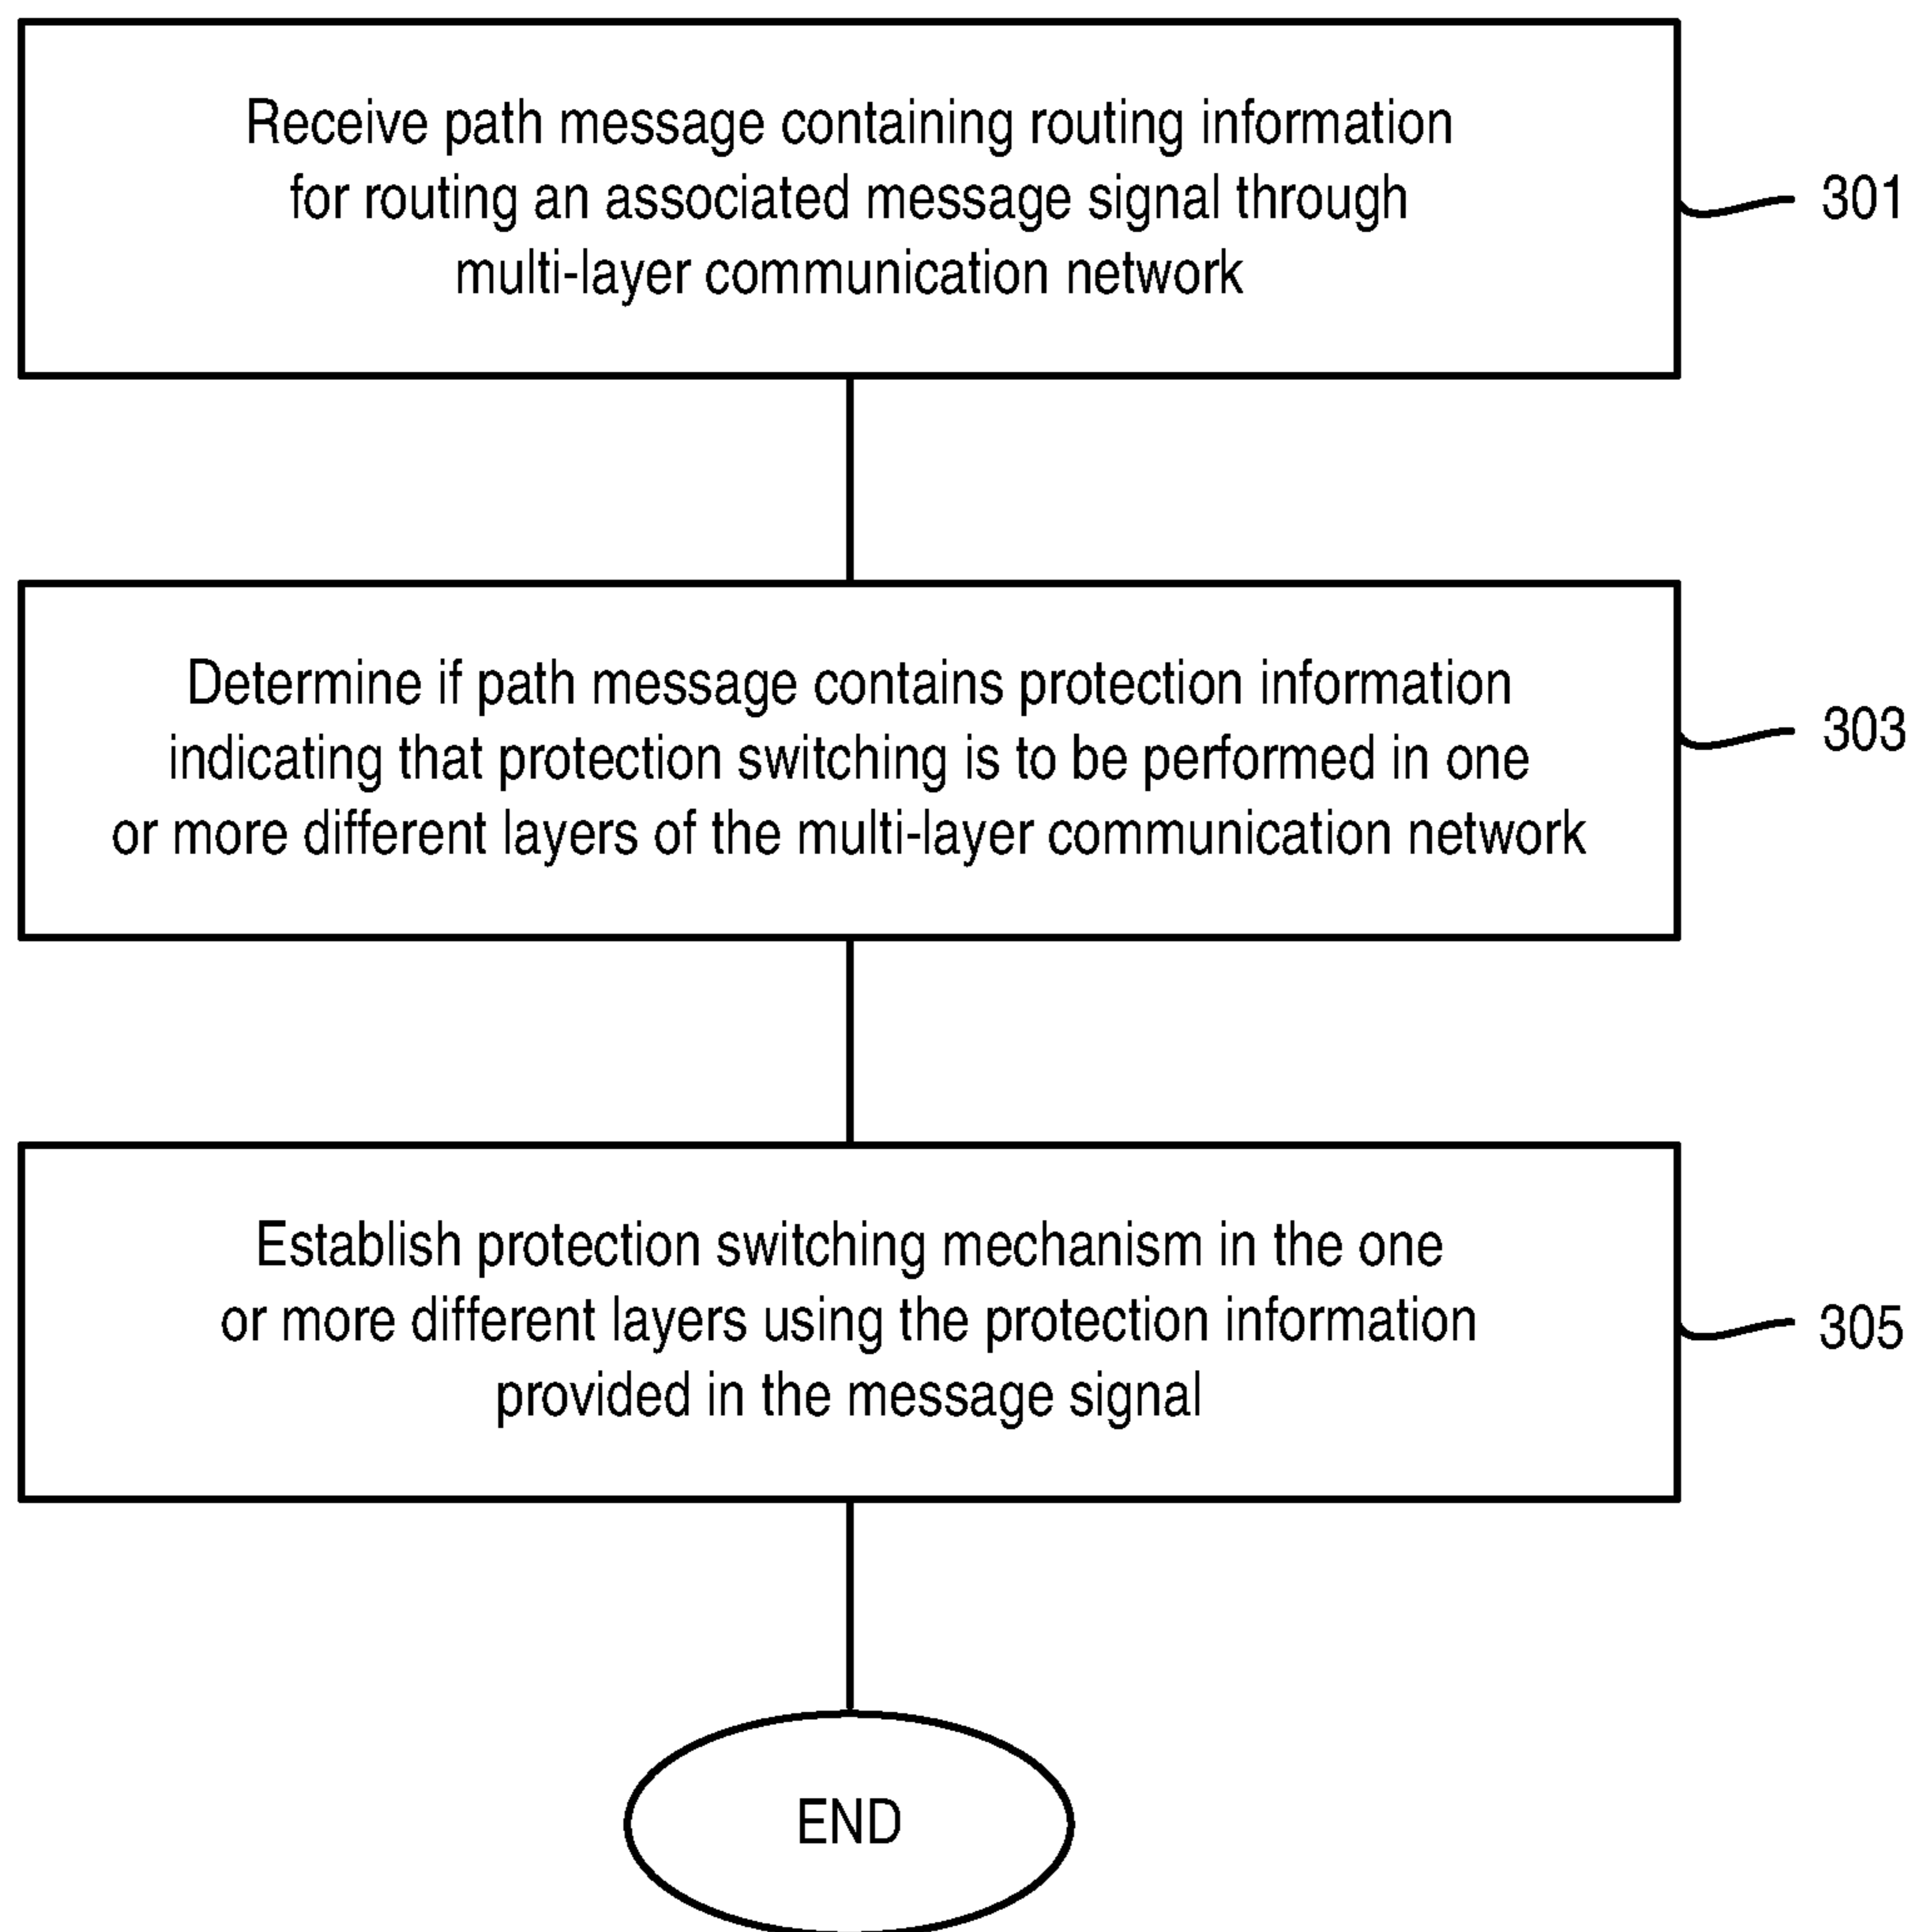 Receive path message containing routing information
for routing an associated message signal through
multi-layer communication network
301
Determine if path message contains protection information
indicating that protection switching is to be performed in one
or more different layers of the multi-layer communication network
303
Establish protection switching mechanism in the one
or more different layers using the protection information
provided in the message signal
305
END